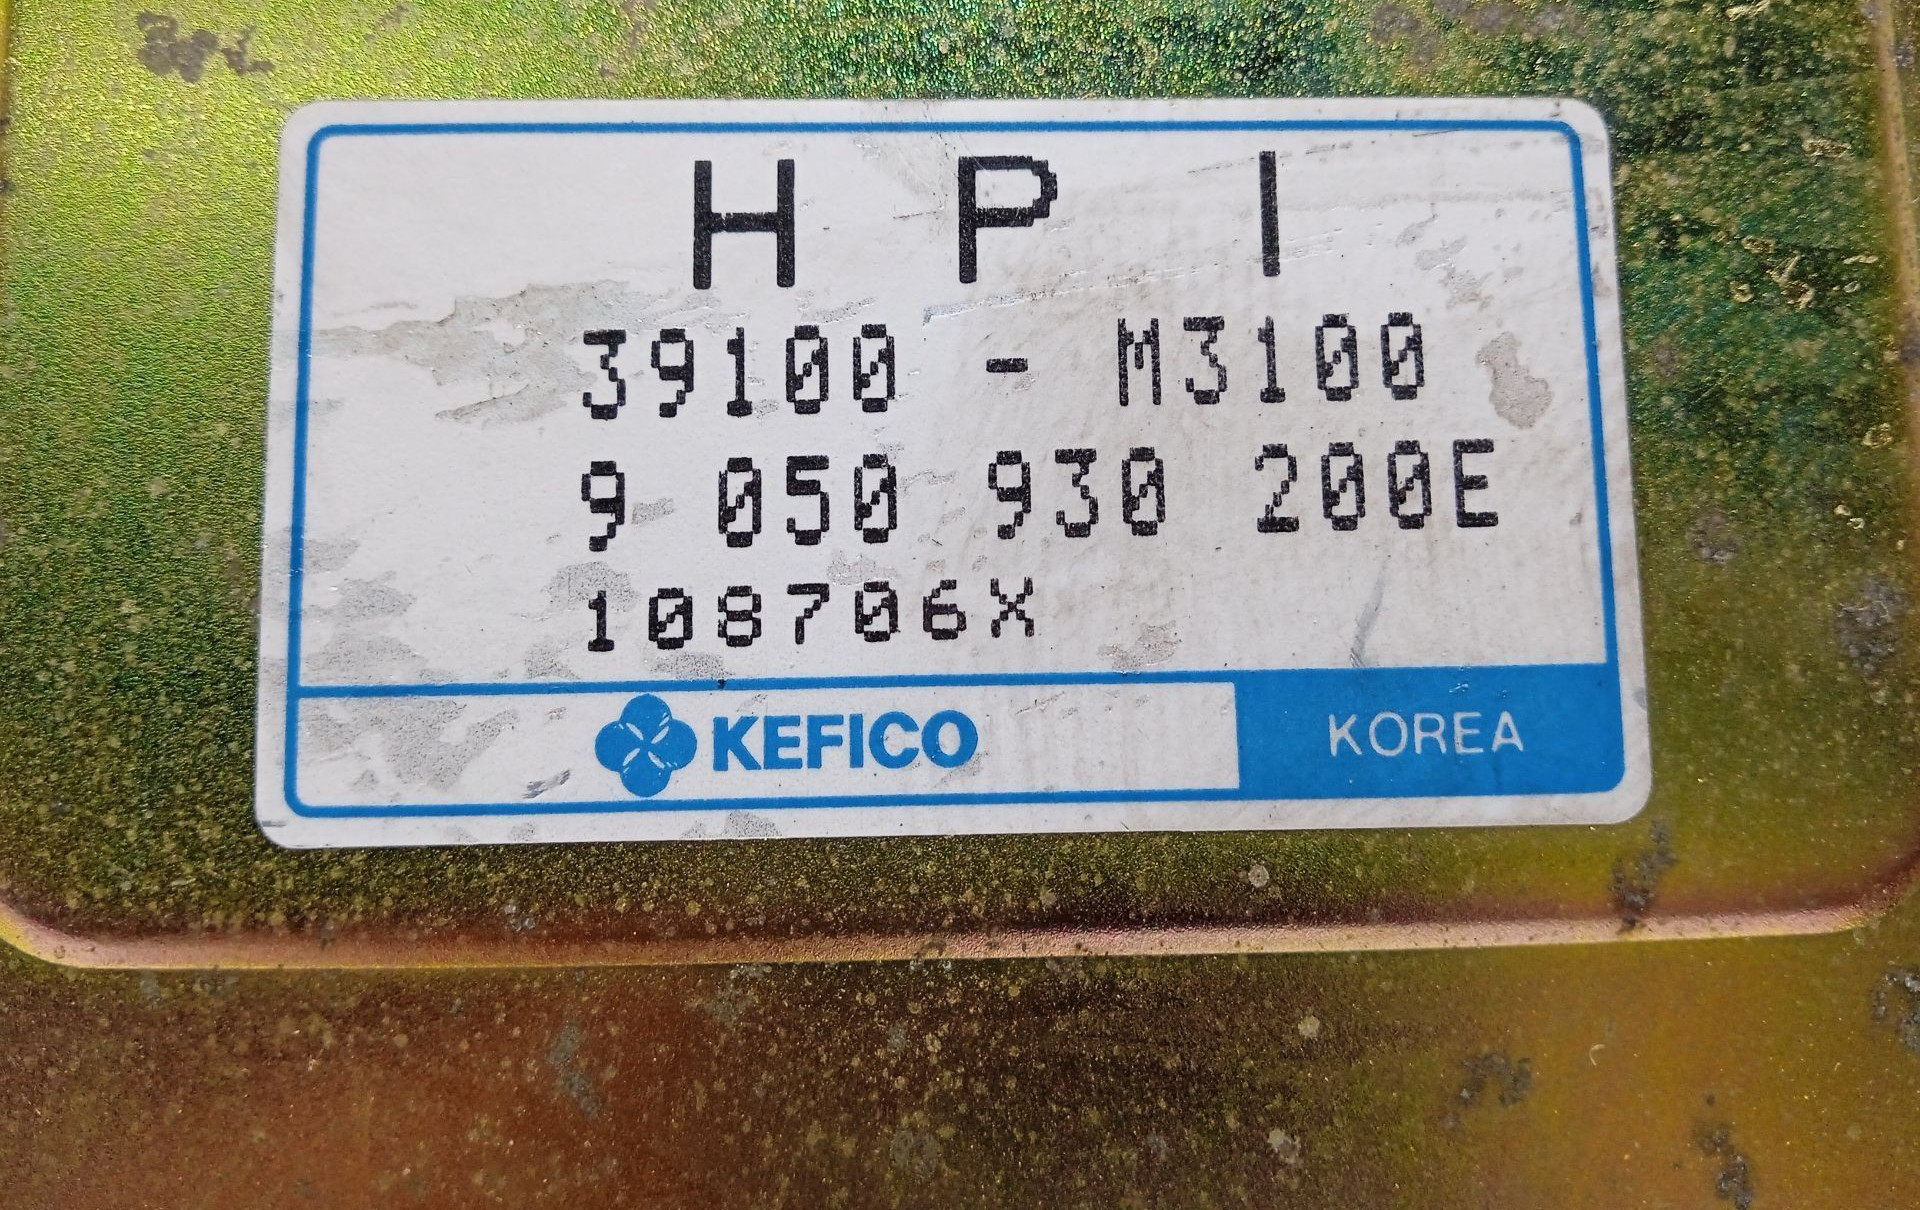 H P I
39100 - M3100
9 050 930 200E
108706X
KEFICO
KOREA